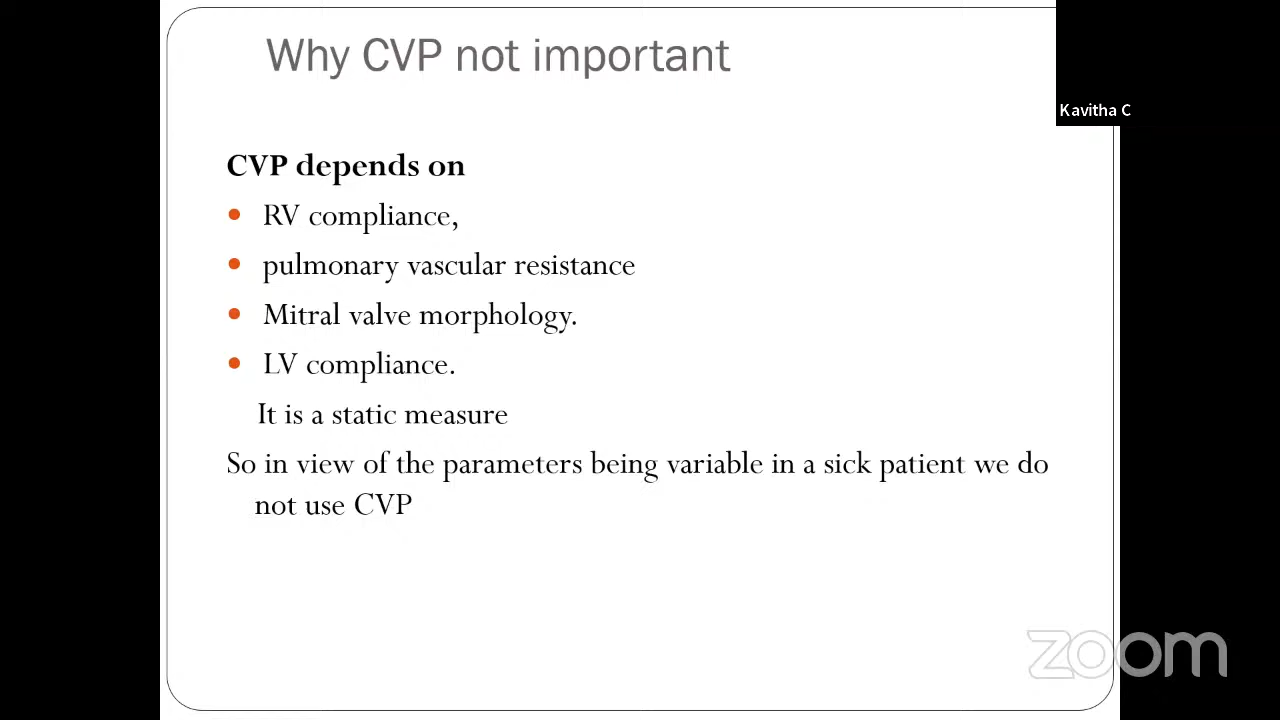 Why CVP not important
Kavitha C
CVP depends on
• RV compliance,
• pulmonary vascular resistance
• Mitral valve morphology.
• LV compliance.
It is a static measure
So in view of the parameters being variable in a sick patient we do
not use CVP
zoom